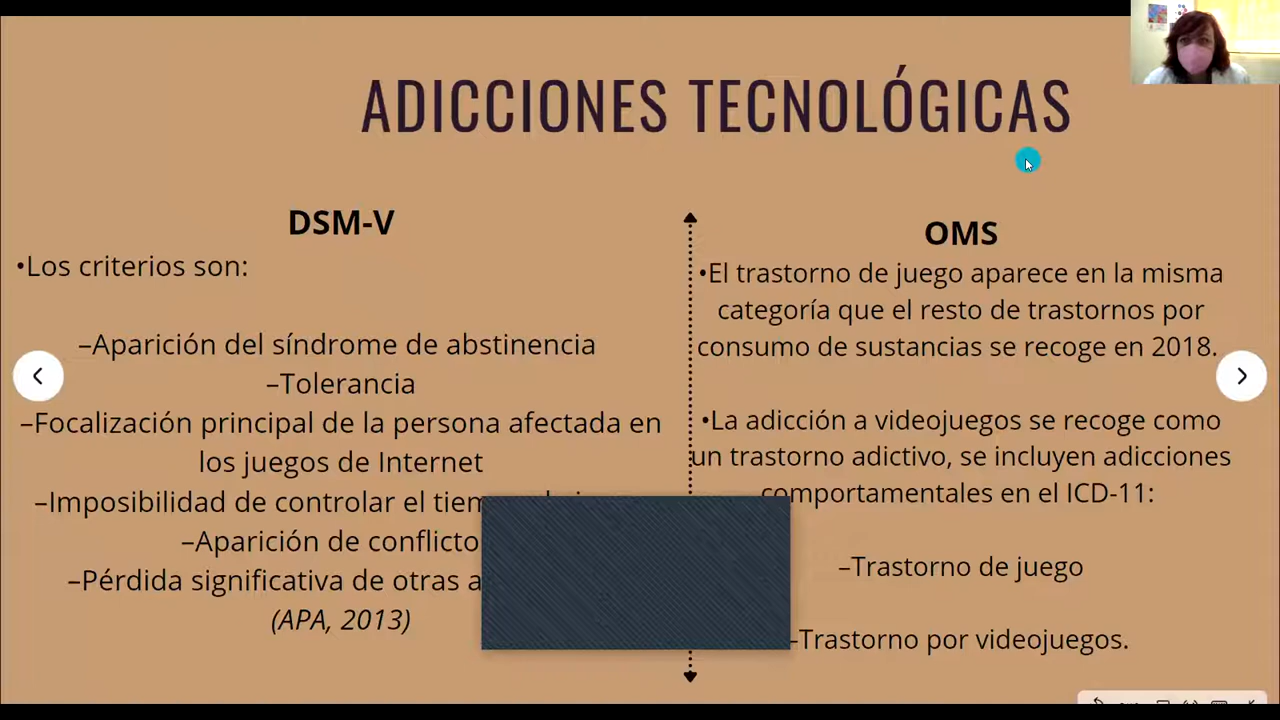 ADICCIONES TECNOLÓGICAS
DSM-V
•Los criterios son:
–Aparición del síndrome de abstinencia
–Tolerancia
–Focalización principal de la persona afectada en
los juegos de Internet
–Imposibilidad de controlar el
–Aparición de
–Pérdida significativa de otras
(APA, 2013)
OMS
•El trastorno de juego aparece en la misma
categoría que el resto de trastornos por
consumo de sustancias se recoge en 2018.
•La adicción a videojuegos se recoge como
un trastorno adictivo, se incluyen adicciones
comportamentales en el ICD-11:
–Trastorno de juego
–Trastorno por videojuegos.